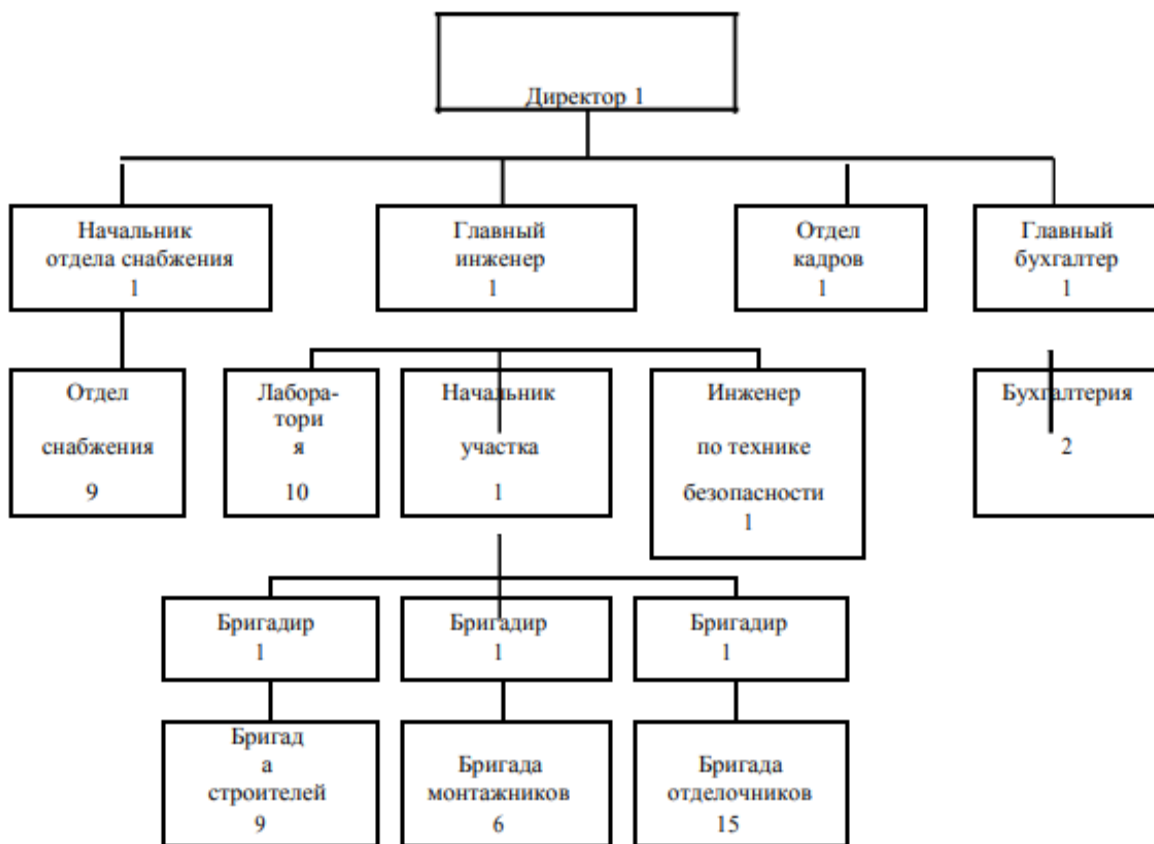 Директор 1
Начальник
отдела снабжения
1
Главный
инженер
1
Отдел
кадров
1
Главный
бухгалтер
1
Отдел
снабжения
9
Лабора-
тори
я
10
Начальник
участка
1
Инженер
по технике
безопасности
1
Бухгалтерия
2
Бригадир
1
Бригадир
1
Бригадир
1
Бригад
а
строителей
9
Бригада
монтажников
6
Бригада
отделочников
15